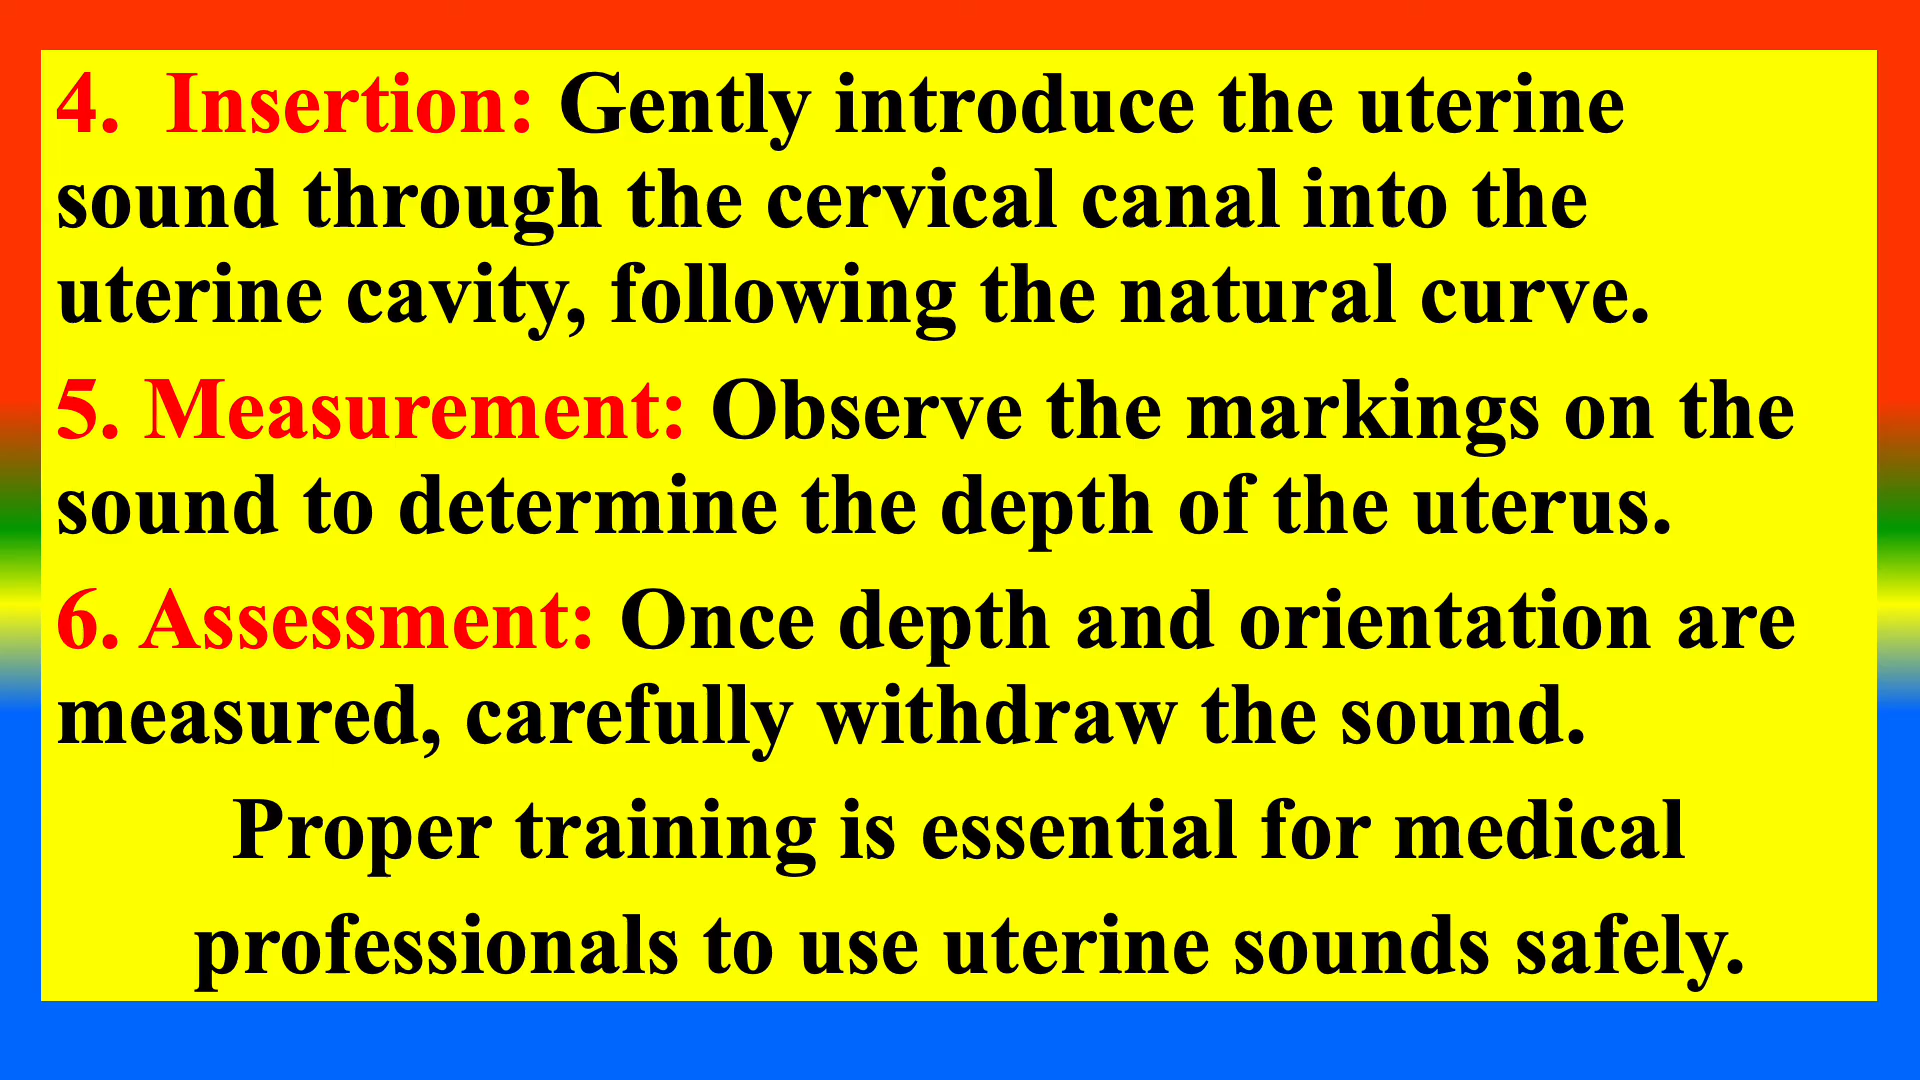 4.  Insertion: Gently introduce the uterine
sound through the cervical canal into the
uterine cavity, following the natural curve.
5. Measurement: Observe the markings on the
sound to determine the depth of the uterus.
6. Assessment: Once depth and orientation are
measured, carefully withdraw the sound.
Proper training is essential for medical
professionals to use uterine sounds safely.